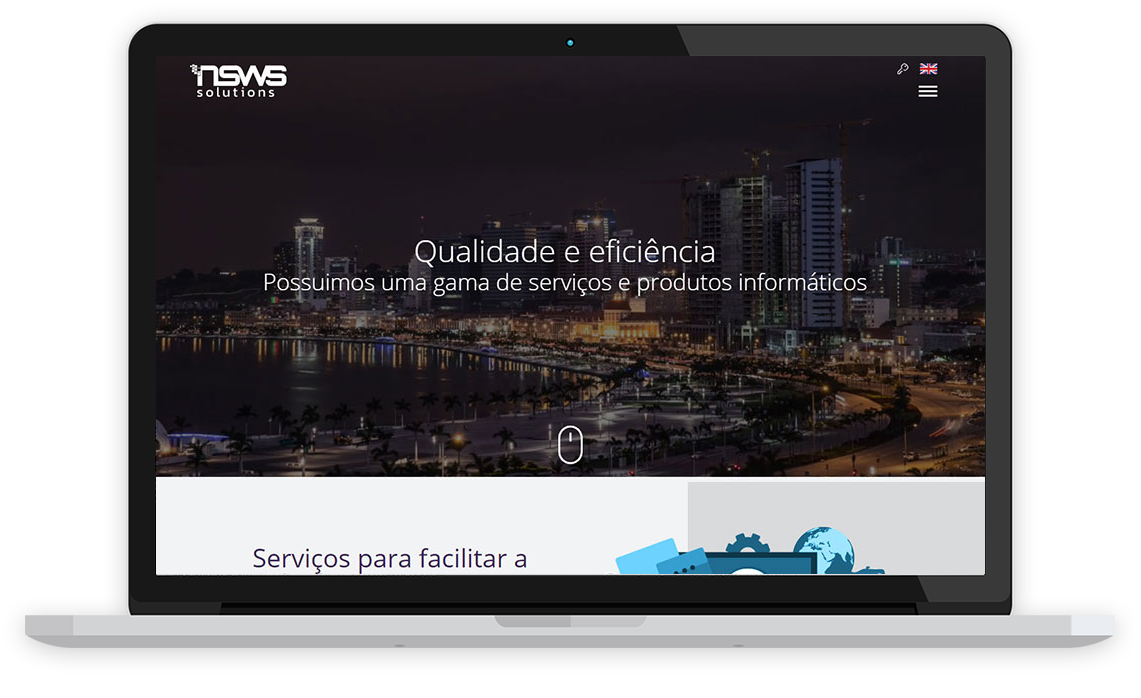 nsws
solutions
Qualidade e eficiência
Possuimos uma gama de serviços e produtos informáticos
Serviços para facilitar a